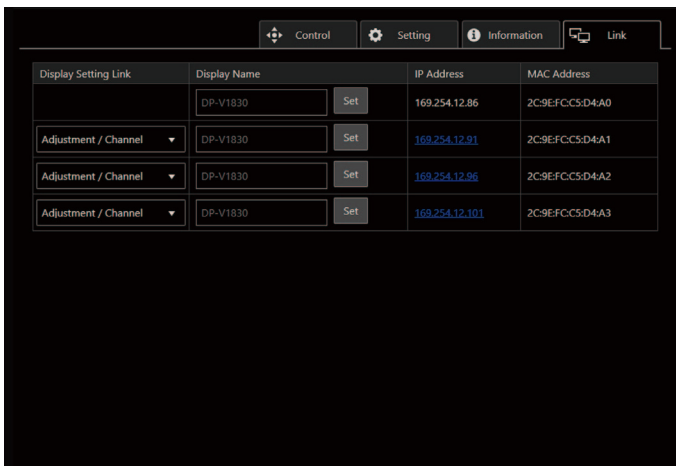 Control Setting Information Link
Display Setting Link Display Name IP Address MAC Address
DP-V1830 Set 169.254.12.86 2C:9E:FC:C5:D4:A0
Adjustment / Channel DP-V1830 Set 169.254.12.91 2C:9E:FC:C5:D4:A1
Adjustment / Channel DP-V1830 Set 169.254.12.96 2C:9E:FC:C5:D4:A2
Adjustment / Channel DP-V1830 Set 169.254.12.101 2C:9E:FC:C5:D4:A3